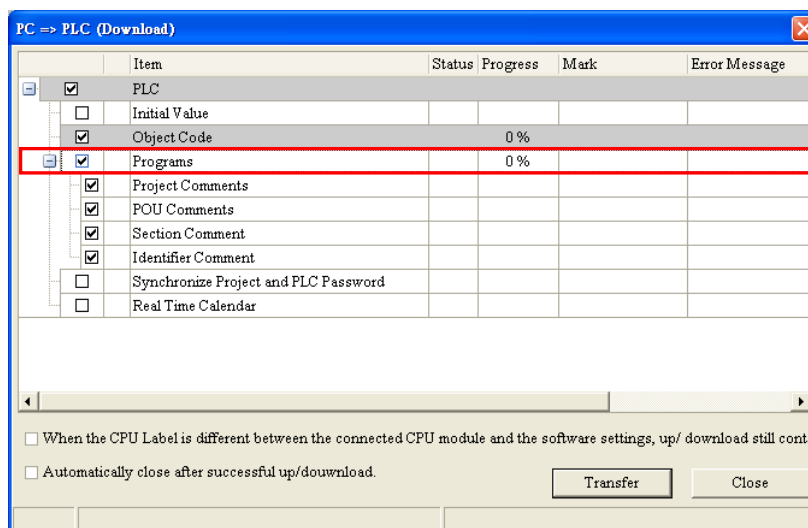 PC => PLC (Download)
Item Status Progress Mark Error Message
PLC
Initial Value
Object Code 0 %
Programs 0 %
Project Comments
POU Comments
Section Comment
Identifier Comment
Synchronize Project and PLC Password
Real Time Calendar
When the CPU Label is different between the connected CPU module and the software settings, up/ download still cont
Automatically close after successful up/douwnload.
Transfer Close